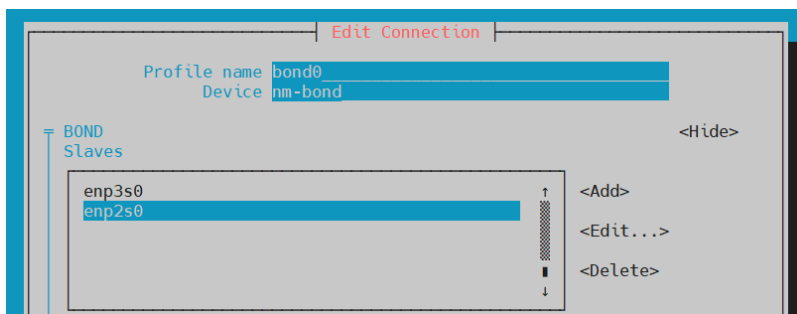 Edit Connection
Profile name bond0
Device nm-bond
BOND <Hide>
Slaves
enp3s0 <Add>
enp2s0
<Edit...>
<Delete>